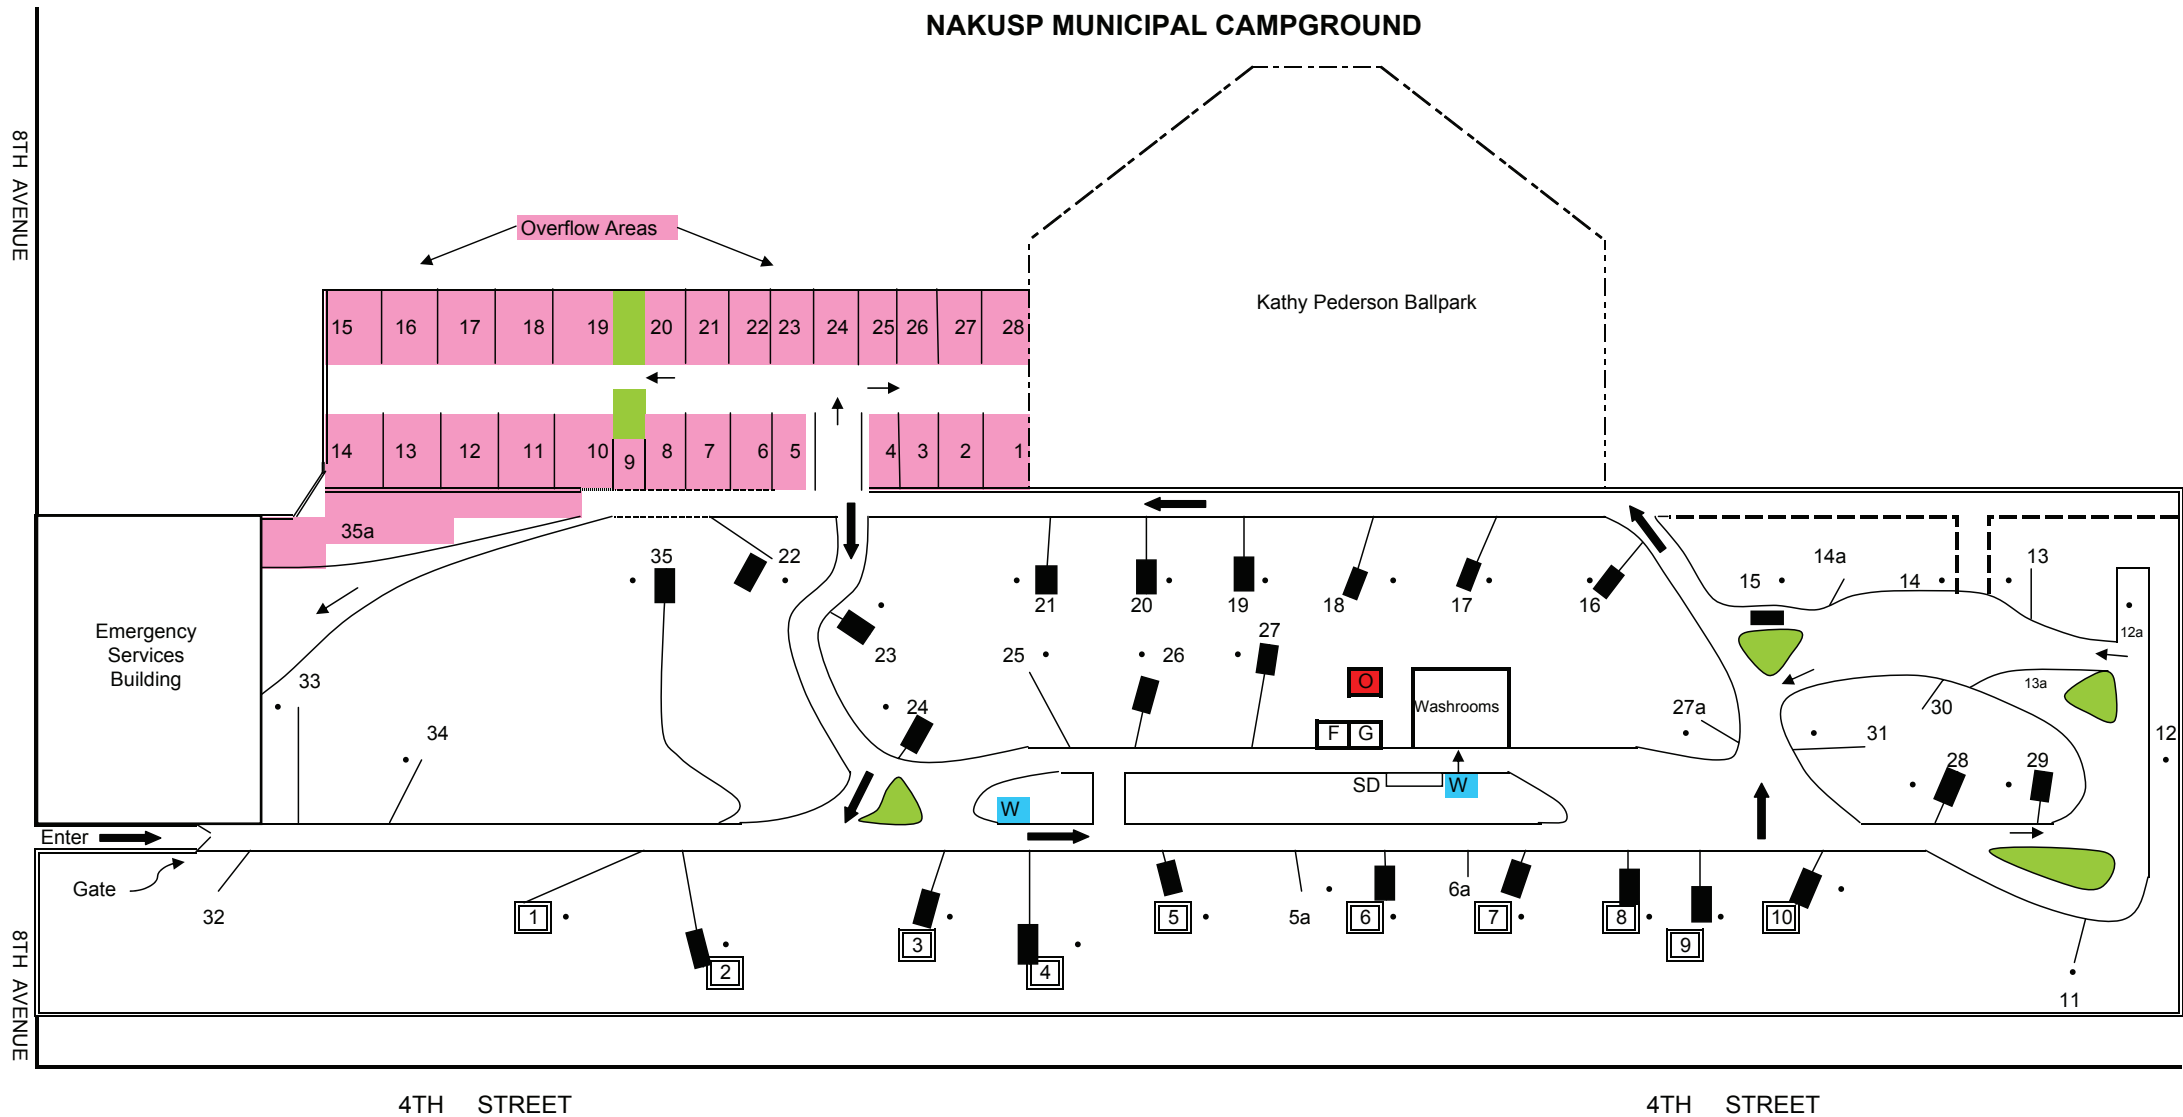 NAKUSP MUNICIPAL CAMPGROUND
8TH AVENUE
Overflow Areas
Kathy Pederson Ballpark
15 16 17 18 19 20 21 22 23 24 25 26 27 28
14 13 12 11 10 9 8 7 6 5 4 3 2 1
35a
35 22
21 20 19 18 17 16
15 14a 14 13
12a
Emergency
Services
Building
23 25 26 27
33 34 24
O
F G
Washrooms
27a
13a
30
31
12
28 29
SD W
W
Enter
Gate
32
1 2 3 4 5 5a 6 6a 7 8 9 10
11
8TH AVENUE
4TH STREET
4TH STREET